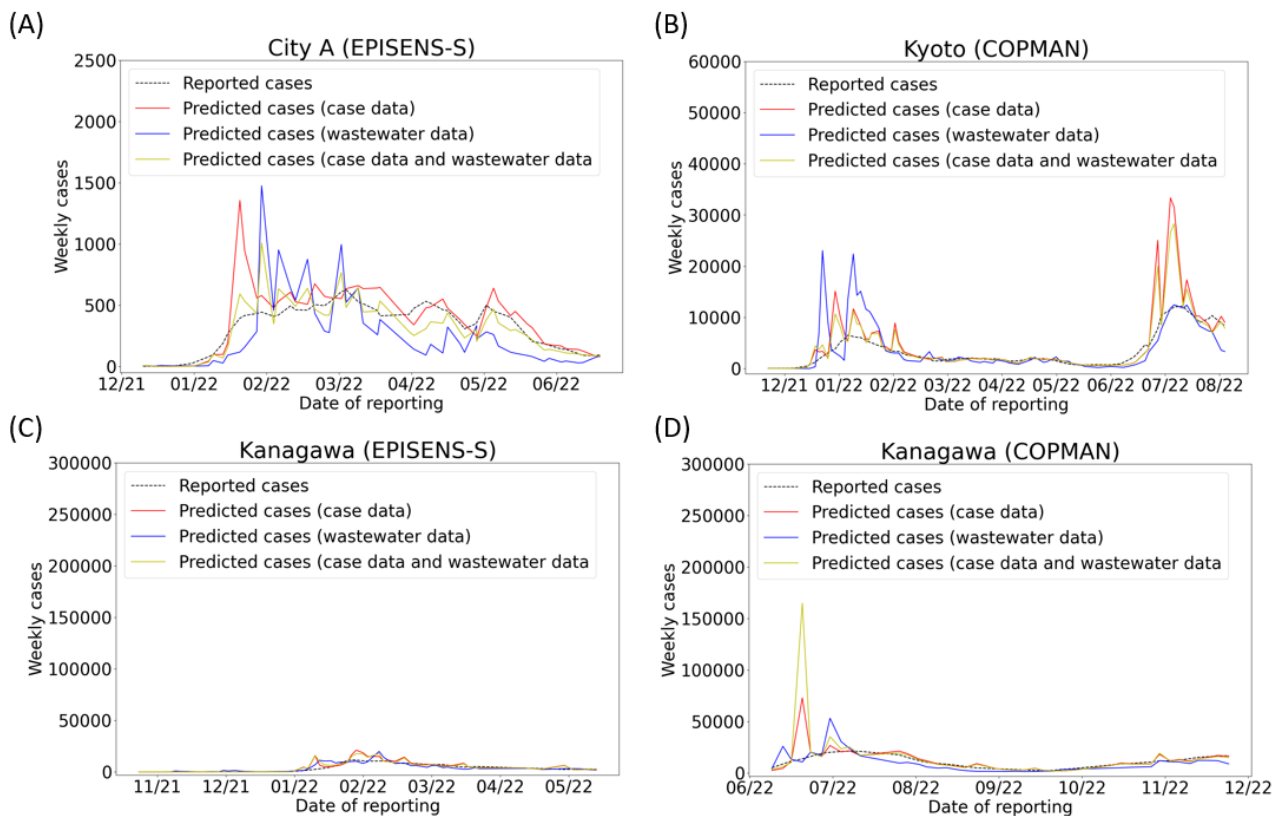 (A)
City A (EPISENS-S)
2500
2000
1500
1000
500
0
Weekly cases
Reported cases
Predicted cases (case data)
Predicted cases (wastewater data)
Predicted cases (case data and wastewater data
12/21 01/22 02/22 03/22 04/22 05/22 06/22
Date of reporting
(B)
Kyoto (COPMAN)
60000
50000
40000
30000
20000
10000
0
Weekly cases
Reported cases
Predicted cases (case data)
Predicted cases (wastewater data)
Predicted cases (case data and wastewater data
12/21 01/22 02/22 03/22 04/22 05/22 06/22 07/22 08/22
Date of reporting
(C)
Kanagawa (EPISENS-S)
300000
250000
200000
150000
100000
50000
0
Weekly cases
Reported cases
Predicted cases (case data)
Predicted cases (wastewater data)
Predicted cases (case data and wastewater data
11/21 12/21 01/22 02/22 03/22 04/22 05/22
Date of reporting
(D)
Kanagawa (COPMAN)
300000
250000
200000
150000
100000
50000
0
Weekly cases
Reported cases
Predicted cases (case data)
Predicted cases (wastewater data)
Predicted cases (case data and wastewater data
06/22 07/22 08/22 09/22 10/22 11/22 12/22
Date of reporting